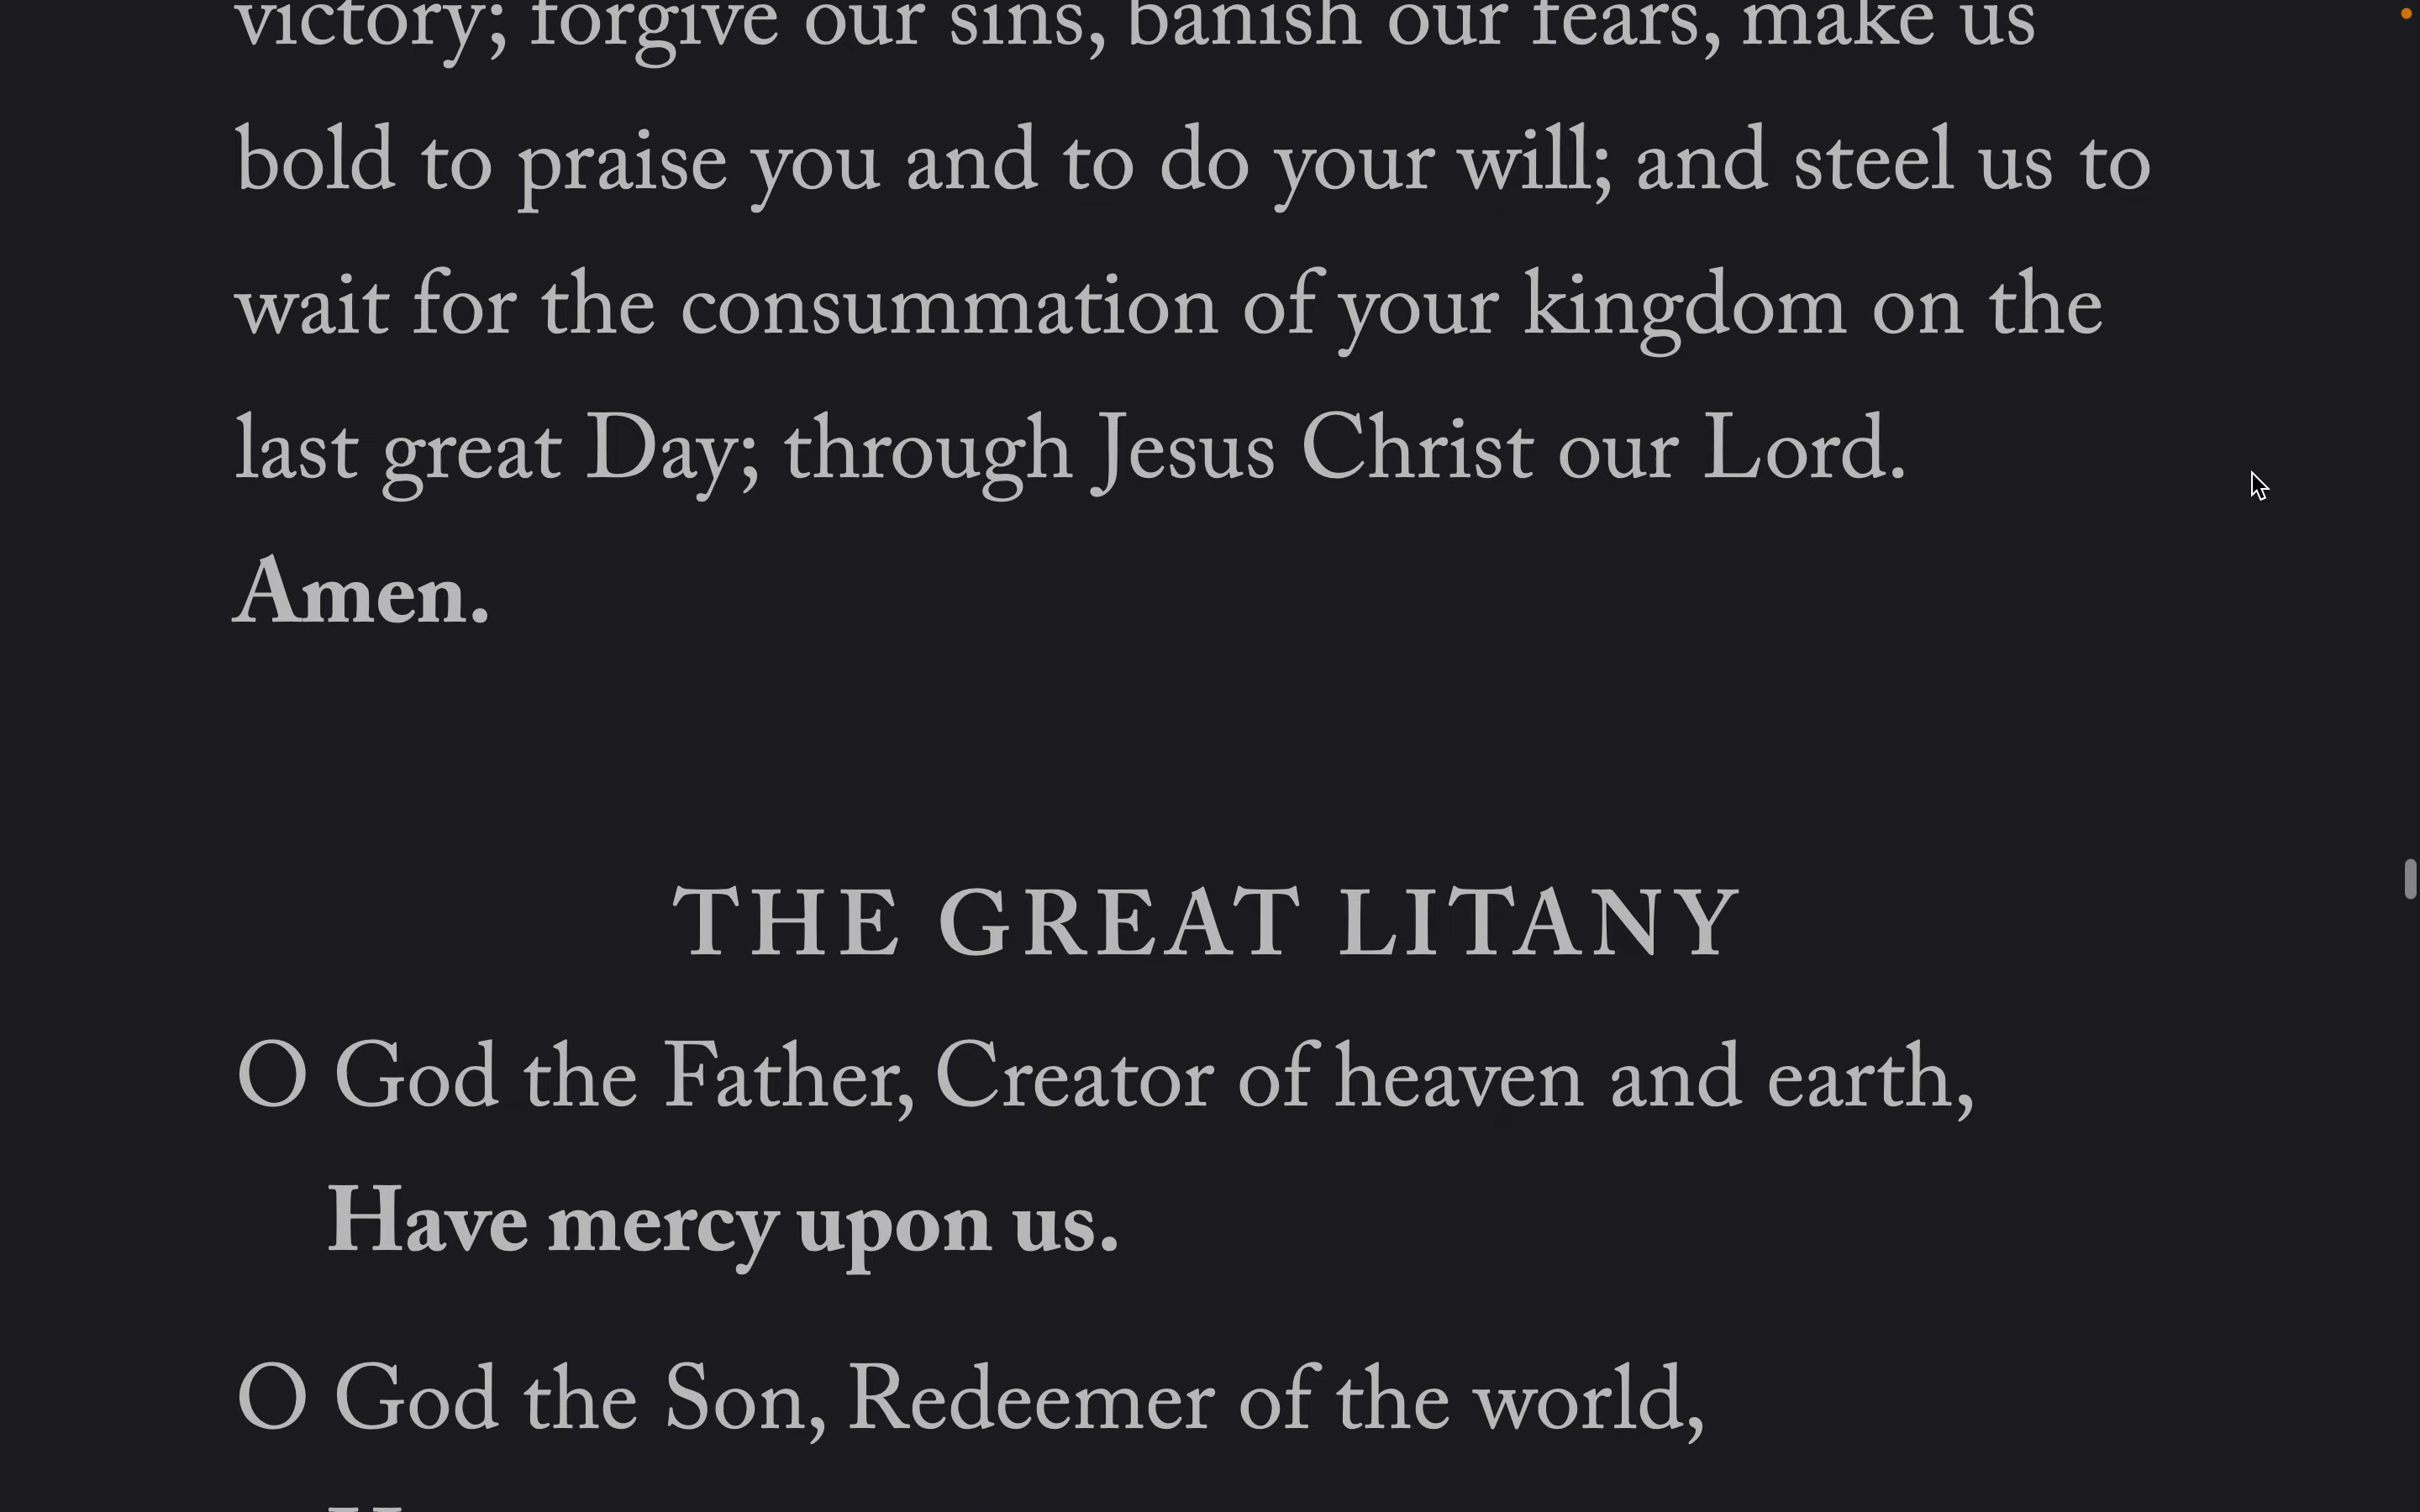 victory; forgive our sins, banish our fears, make us
bold to praise you and to do your will; and steel us to
wait for the consummation of your kingdom on the
last great Day; through Jesus Christ our Lord.
Amen.
THE GREAT LITANY
O God the Father, Creator of heaven and earth,
Have mercy upon us.
O God the Son, Redeemer of the world,